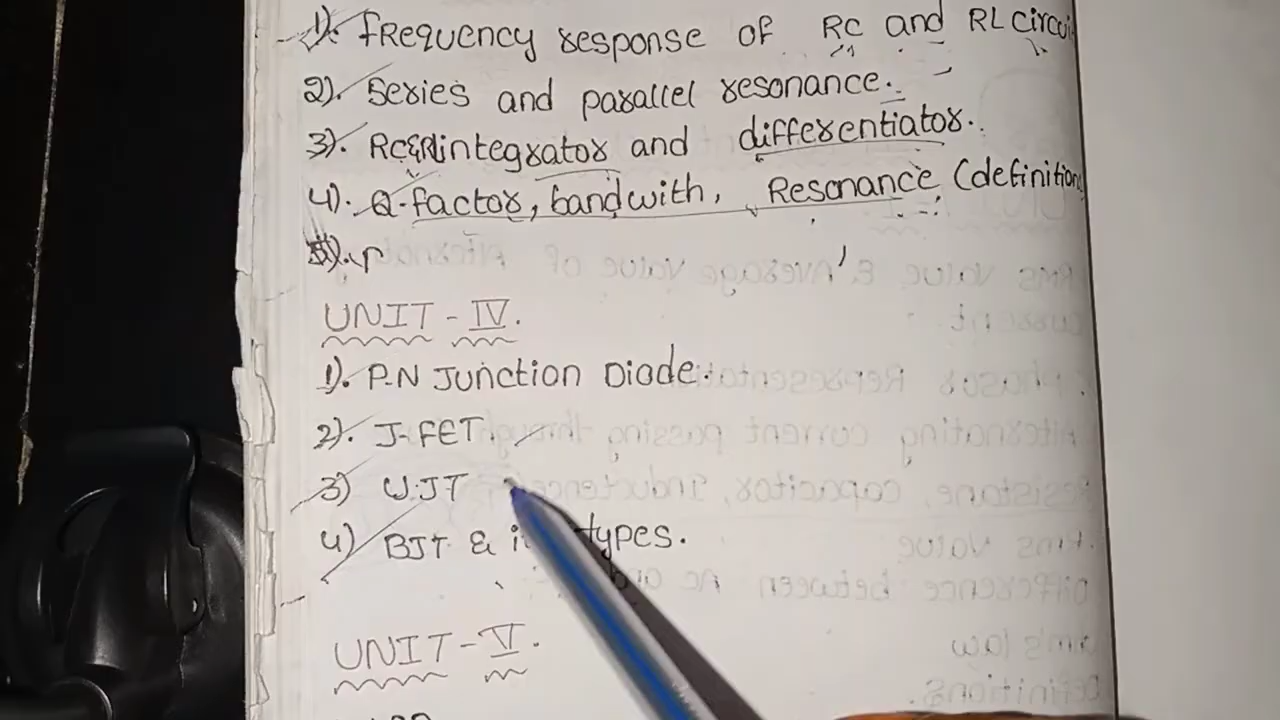 1). Frequency response of RC and RL circui
2). Series and parallel resonance.
3). RC&RL integrator and differentiator.
4). Q-factor, bandwith, Resonance (definition
UNIT - IV.
1). P-N Junction Diode.
2). J-FET.
3) UJT
4) BJT & types.
UNIT - V.